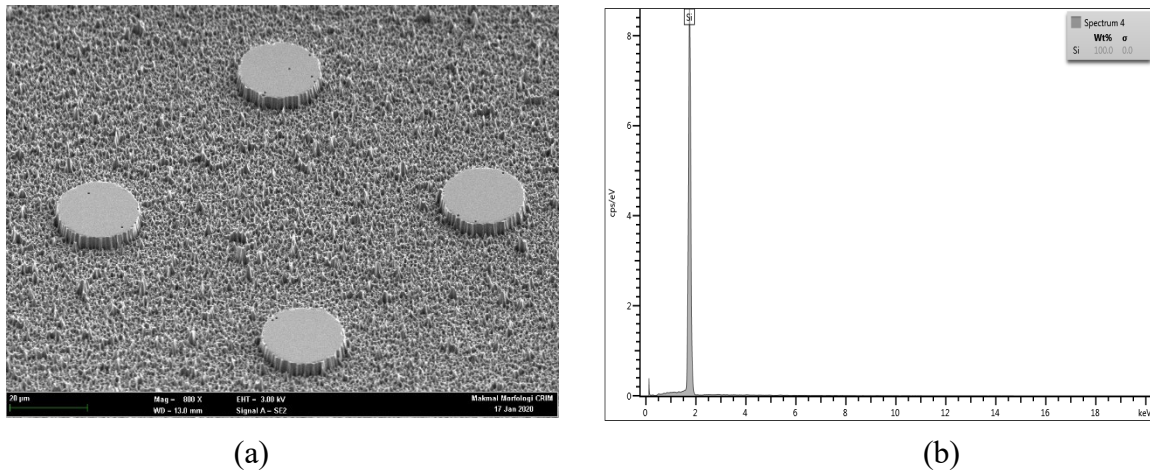 20 µm
Mag = 800 X
EHT = 3.00 kV
Makmal Morfologi CRIM
WD = 13.0 mm
Signal A = SE2
17 Jan 2020
(a)
Si
Spectrum 4
Wt% σ
Si 100.0 0.0
cps/eV
8
6
4
2
0
0 2 4 6 8 10 12 14 16 18 keV
(b)